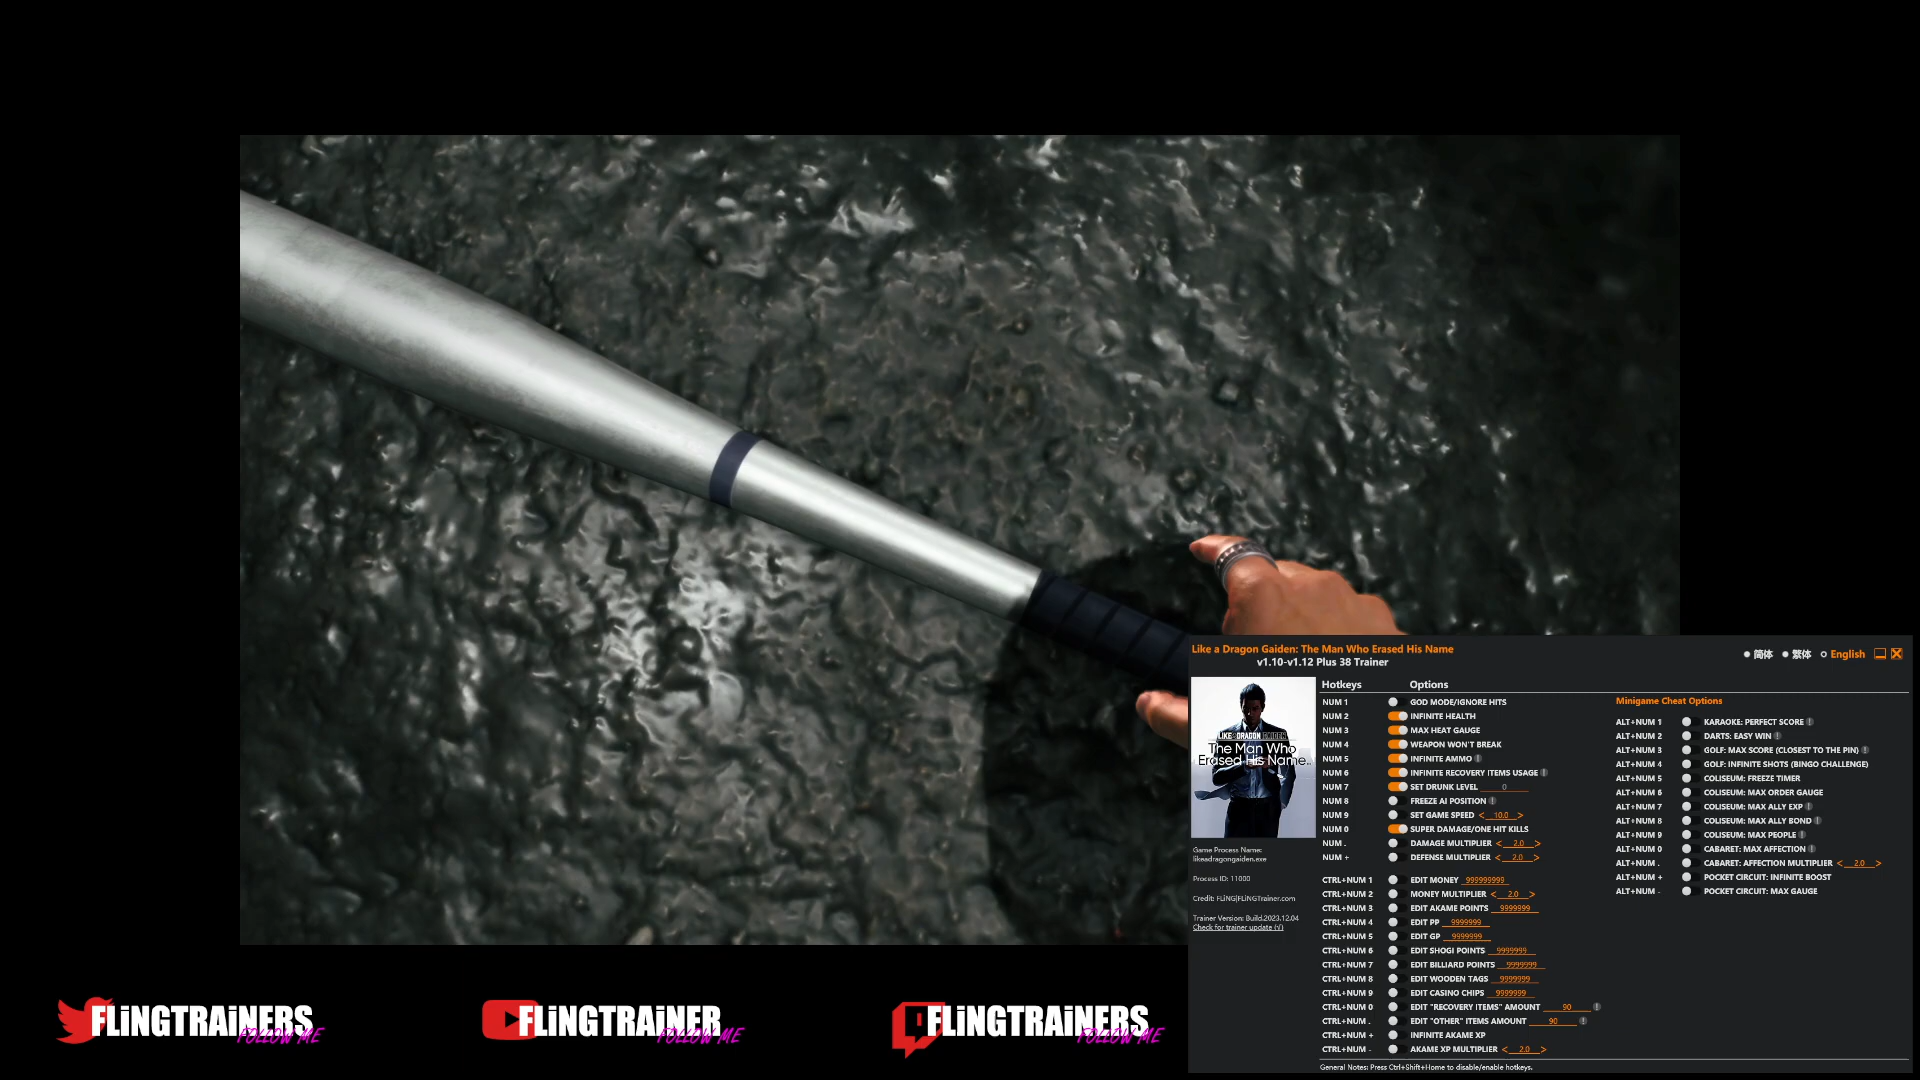 Like a Dragon Gaiden: The Man Who Erased His Name
v1.10-v1.12 Plus 38 Trainer
简体 繁体 English
Hotkeys Options
NUM 1 GOD MODE/IGNORE HITS
NUM 2 INFINITE HEALTH
NUM 3 MAX HEAT GAUGE
NUM 4 WEAPON WON'T BREAK
NUM 5 INFINITE AMMO !
NUM 6 INFINITE RECOVERY ITEMS USAGE !
NUM 7 SET DRUNK LEVEL 0
NUM 8 FREEZE AI POSITION !
NUM 9 SET GAME SPEED < 10.0 >
NUM 0 SUPER DAMAGE/ONE HIT KILLS
NUM . DAMAGE MULTIPLIER < 2.0 >
NUM + DEFENSE MULTIPLIER < 2.0 >
CTRL+NUM 1 EDIT MONEY 999999999
CTRL+NUM 2 MONEY MULTIPLIER < 2.0 >
CTRL+NUM 3 EDIT AKAME POINTS 9999999
CTRL+NUM 4 EDIT PP 9999999
CTRL+NUM 5 EDIT GP 9999999
CTRL+NUM 6 EDIT SHOGI POINTS 9999999
CTRL+NUM 7 EDIT BILLIARD POINTS 9999999
CTRL+NUM 8 EDIT WOODEN TAGS 9999999
CTRL+NUM 9 EDIT CASINO CHIPS 9999999
CTRL+NUM 0 EDIT "RECOVERY ITEMS" AMOUNT 90 !
CTRL+NUM . EDIT "OTHER" ITEMS AMOUNT 90 !
CTRL+NUM + INFINITE AKAME XP
CTRL+NUM - AKAME XP MULTIPLIER < 2.0 >
Minigame Cheat Options
ALT+NUM 1 KARAOKE: PERFECT SCORE !
ALT+NUM 2 DARTS: EASY WIN !
ALT+NUM 3 GOLF: MAX SCORE (CLOSEST TO THE PIN) !
ALT+NUM 4 GOLF: INFINITE SHOTS (BINGO CHALLENGE)
ALT+NUM 5 COLISEUM: FREEZE TIMER
ALT+NUM 6 COLISEUM: MAX ORDER GAUGE
ALT+NUM 7 COLISEUM: MAX ALLY EXP !
ALT+NUM 8 COLISEUM: MAX ALLY BOND !
ALT+NUM 9 COLISEUM: MAX PEOPLE !
ALT+NUM 0 CABARET: MAX AFFECTION !
ALT+NUM . CABARET: AFFECTION MULTIPLIER < 2.0 >
ALT+NUM + POCKET CIRCUIT: INFINITE BOOST
ALT+NUM - POCKET CIRCUIT: MAX GAUGE
LIKE A DRAGON GAIDEN
The Man Who
Erased His Name
Game Process Name:
likeadragongaiden.exe
Process ID: 11000
Credit: FLiNG|FLiNGTrainer.com
Trainer Version: Build.2023.12.04
Check for trainer update (√)
General Notes: Press Ctrl+Shift+Home to disable/enable hotkeys.
FLiNGTRAiNERS
FOLLOW ME
FLiNGTRAiNER
FOLLOW ME
FLiNGTRAiNERS
FOLLOW ME